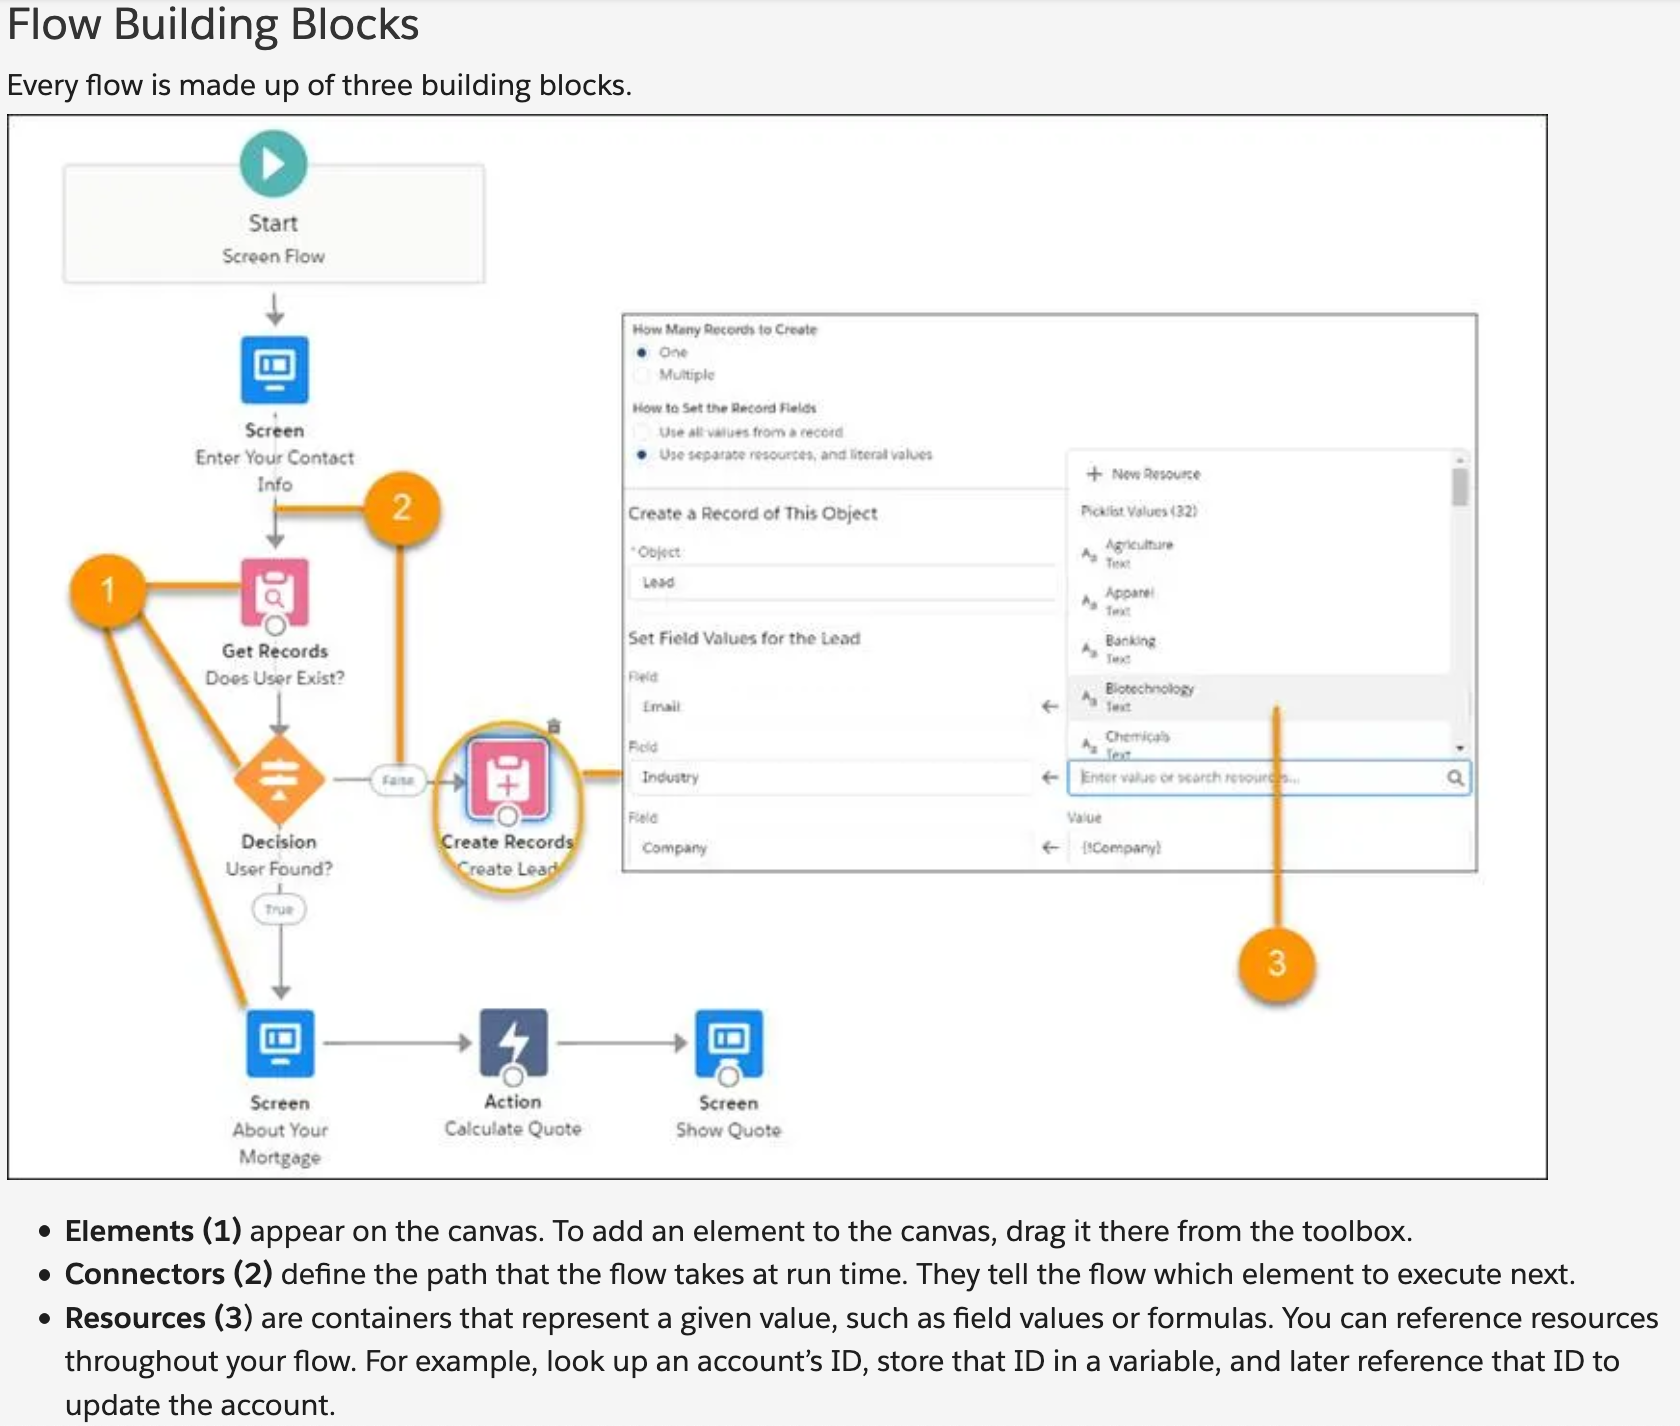 Flow Building Blocks
Every flow is made up of three building blocks.
Start
Screen Flow
Screen
Enter Your Contact
Info
2
1
Get Records
Does User Exist?
False
Decision
User Found?
True
Create Records
Create Lead
How Many Records to Create
One
Multiple
How to Set the Record Fields
Use all values from a record
Use separate resources, and literal values
Create a Record of This Object
* Object
Lead
Set Field Values for the Lead
Field
Email
Field
Industry
Field
Company
New Resource
Picklist Values (32)
Aa Agriculture
Text
Aa Apparel
Text
Aa Banking
Text
Aa Biotechnology
Text
Aa Chemicals
Text
Enter value or search resources...
Value
{!Company}
3
Screen
About Your
Mortgage
Action
Calculate Quote
Screen
Show Quote
• Elements (1) appear on the canvas. To add an element to the canvas, drag it there from the toolbox.
• Connectors (2) define the path that the flow takes at run time. They tell the flow which element to execute next.
• Resources (3) are containers that represent a given value, such as field values or formulas. You can reference resources
throughout your flow. For example, look up an account’s ID, store that ID in a variable, and later reference that ID to
update the account.